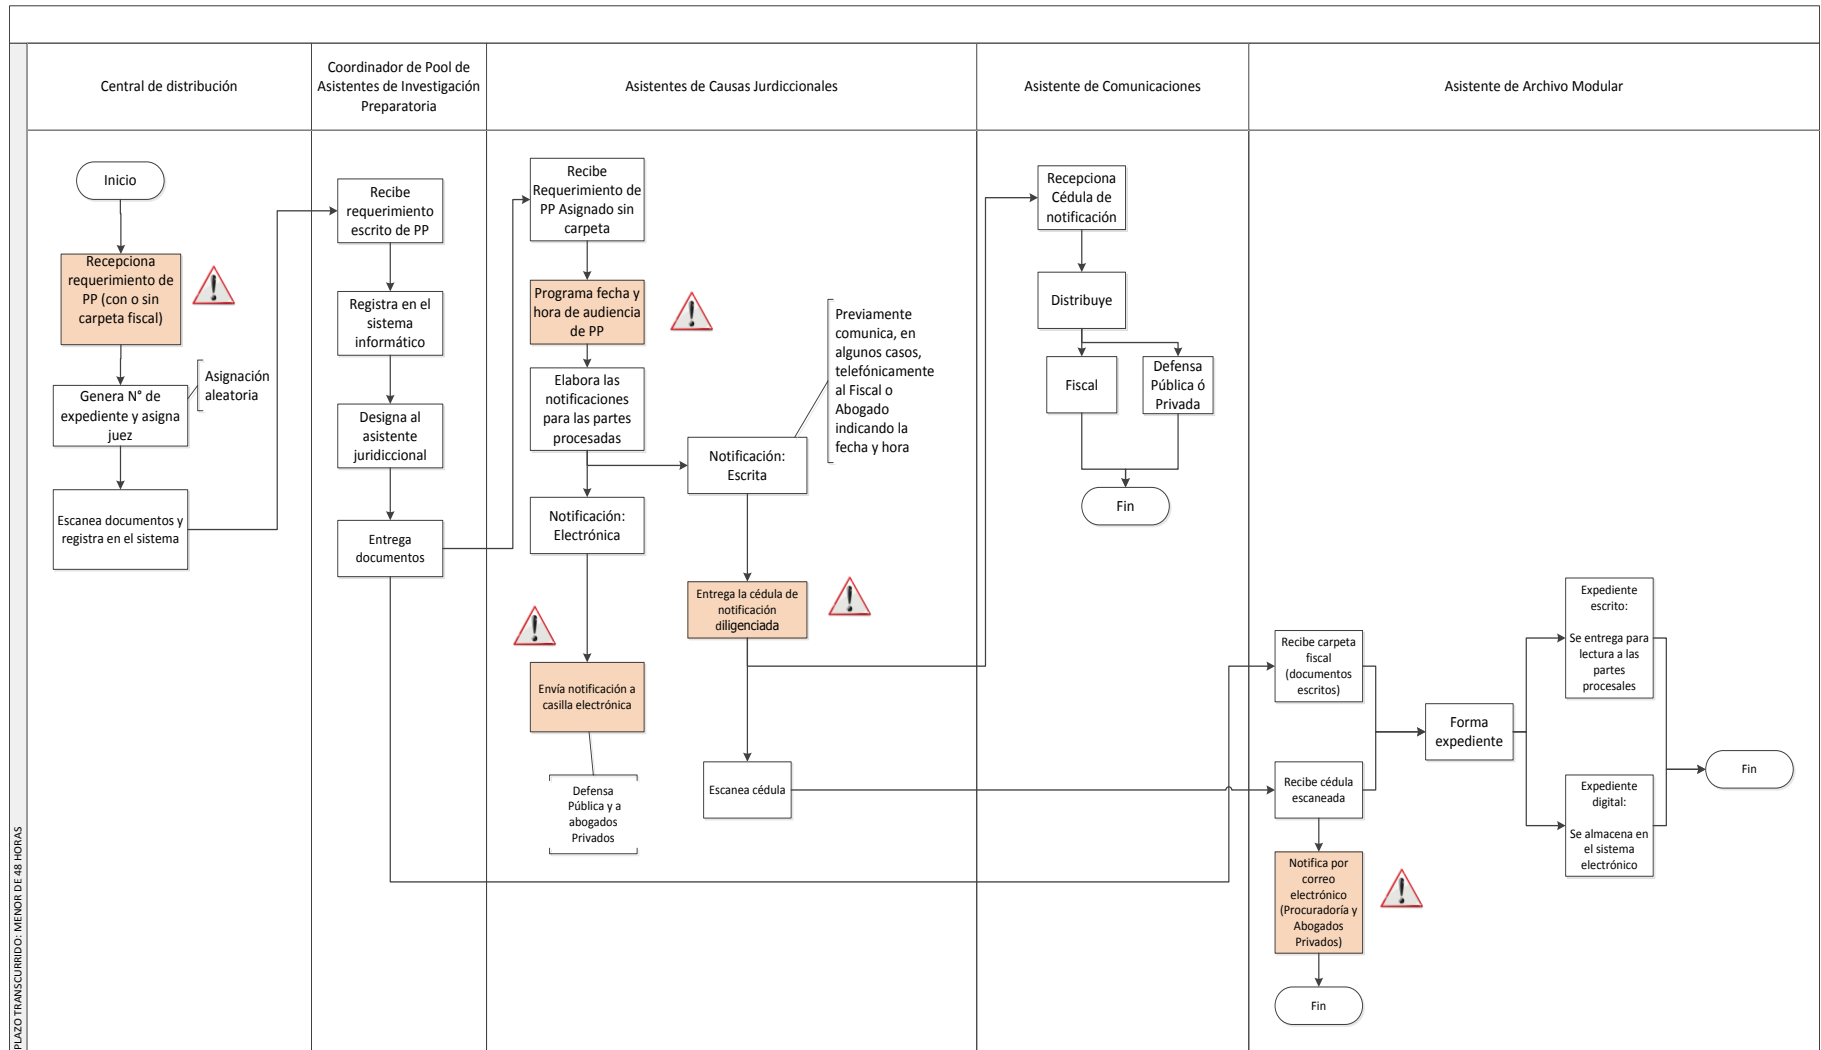 Central de distribución
Coordinador de Pool de
Asistentes de Investigación
Preparatoria
Asistentes de Causas Jurdiccionales
Asistente de Comunicaciones
Asistente de Archivo Modular
PLAZO TRANSCURRIDO: MENOR DE 48 HORAS
Inicio
Recepciona
requerimiento de
PP (con o sin
carpeta fiscal)
Genera N° de
expediente y asigna
juez
Asignación
aleatoria
Escanea documentos y
registra en el sistema
Recibe
requerimiento
escrito de PP
Registra en el
sistema
informático
Designa al
asistente
juridiccional
Entrega
documentos
Recibe
Requerimiento de
PP Asignado sin
carpeta
Programa fecha y
hora de audiencia
de PP
Elabora las
notificaciones
para las partes
procesadas
Notificación:
Electrónica
Envía notificación a
casilla electrónica
Defensa
Pública y a
abogados
Privados
Notificación:
Escrita
Previamente
comunica, en
algunos casos,
telefónicamente
al Fiscal o
Abogado
indicando la
fecha y hora
Entrega la cédula de
notificación
diligenciada
Escanea cédula
Recepciona
Cédula de
notificación
Distribuye
Fiscal
Defensa
Pública ó
Privada
Fin
Recibe carpeta
fiscal
(documentos
escritos)
Recibe cédula
escaneada
Notifica por
correo
electrónico
(Procuradoría y
Abogados
Privados)
Fin
Forma
expediente
Expediente
escrito:
Se entrega para
lectura a las
partes
procesales
Expediente
digital:
Se almacena en
el sistema
electrónico
Fin